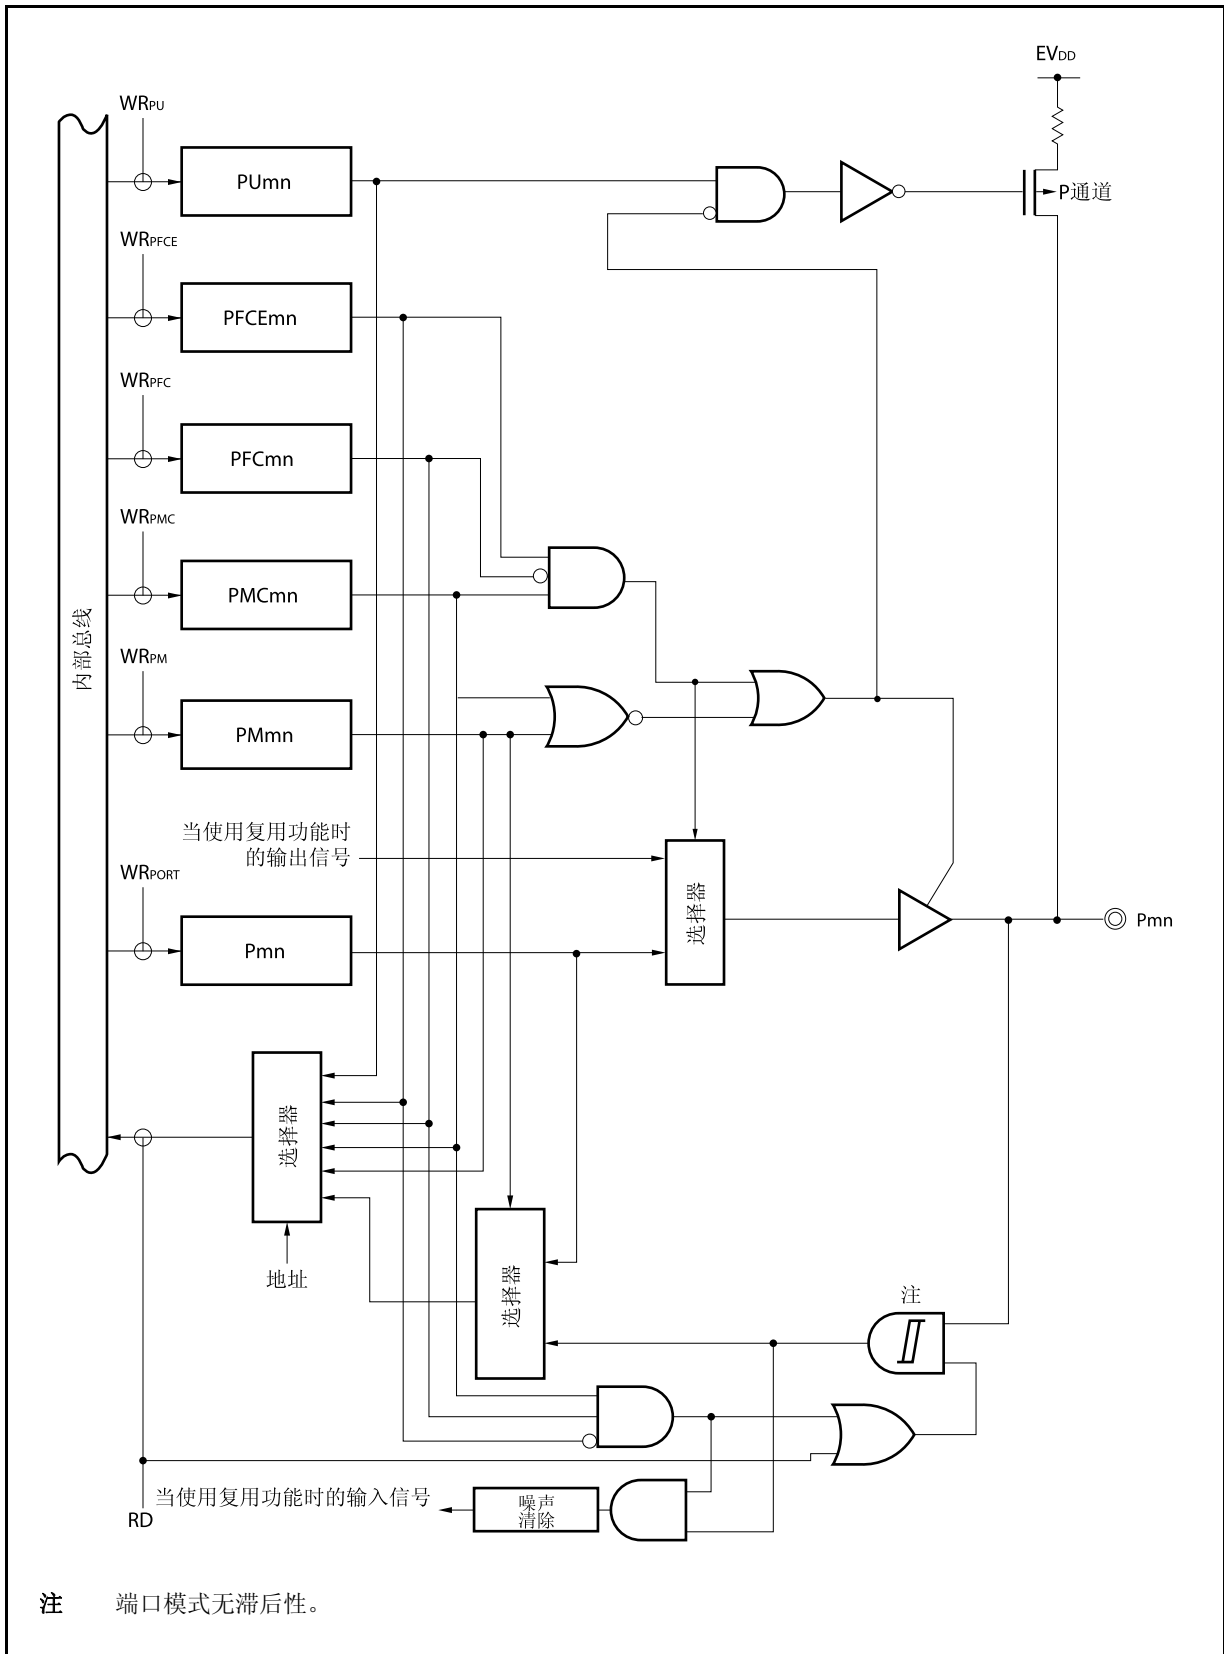 EVDD
WRPU
PUmn
P通道
WRPFCE
PFCEmn
WRPFC
PFCmn
WRPMC
PMCmn
内部总线
WRPM
PMmn
当使用复用功能时
的输出信号
WRPORT
选择器
Pmn
Pmn
选择器
地址
选择器
注
当使用复用功能时的输入信号
噪声
清除
RD
注 端口模式无滞后性。